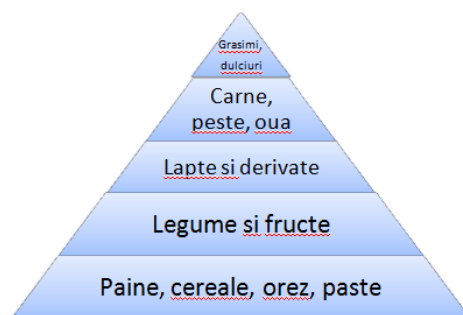 Grasimi,
dulciuri
Carne,
peste, oua
Lapte si derivate
Legume si fructe
Paine, cereale, orez, paste